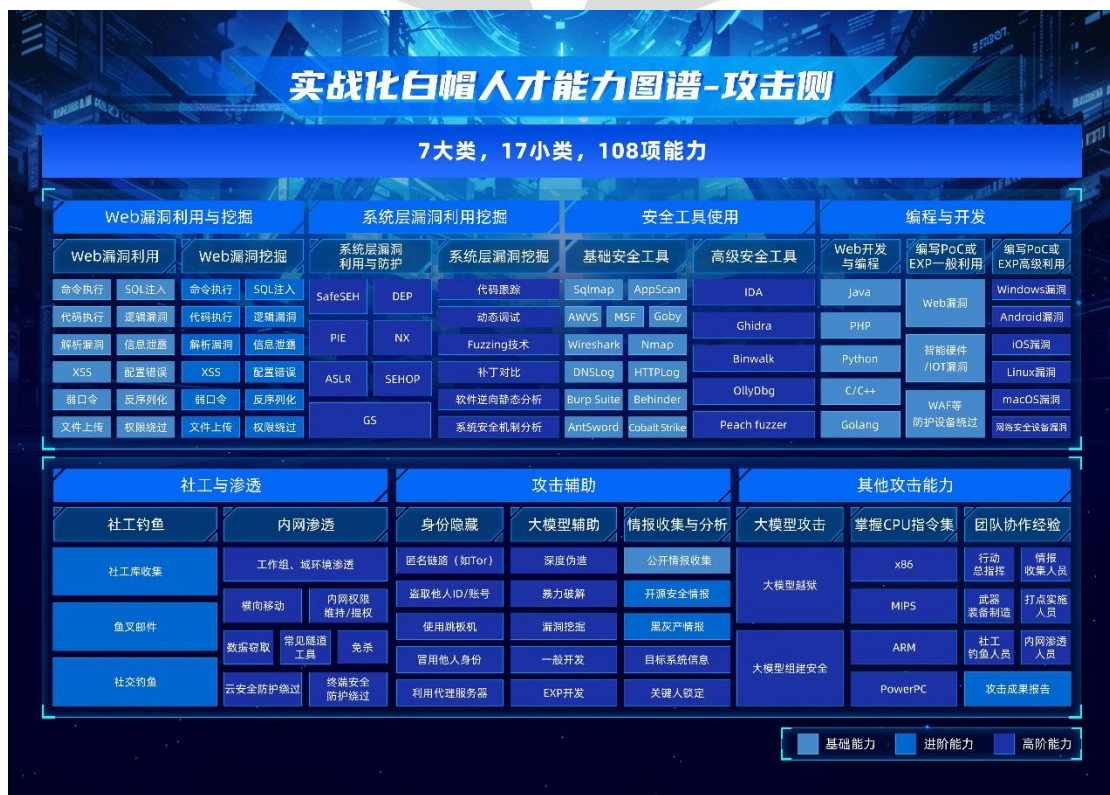 实战化白帽人才能力图谱-攻击侧
7大类，17小类，108项能力
Web漏洞利用与挖掘
Web漏洞利用
命令执行 SQL注入
代码执行 逻辑漏洞
解析漏洞 信息泄露
XSS 配置错误
弱口令 反序列化
文件上传 权限绕过
Web漏洞挖掘
命令执行 SQL注入
代码执行 逻辑漏洞
解析漏洞 信息泄露
XSS 配置错误
弱口令 反序列化
文件上传 权限绕过
系统层漏洞利用挖掘
系统层漏洞
利用与防护
SafeSEH DEP
PIE NX
ASLR SEHOP
GS
系统层漏洞挖掘
代码跟踪
动态调试
Fuzzing技术
补丁对比
软件逆向静态分析
系统安全机制分析
安全工具使用
基础安全工具
Sqlmap AppScan
AWVS MSF Goby
Wireshark Nmap
DNSLog HTTPLog
Burp Suite Behinder
AntSword Cobalt Strike
高级安全工具
IDA
Ghidra
Binwalk
OllyDbg
Peach fuzzer
编程与开发
Web开发
与编程
Java
PHP
Python
C/C++
Golang
编写PoC或
EXP一般利用
Web漏洞
智能硬件
/IOT漏洞
WAF等
防护设备绕过
编写PoC或
EXP高级利用
Windows漏洞
Android漏洞
iOS漏洞
Linux漏洞
macOS漏洞
网络安全设备漏洞
社工与渗透
社工钓鱼
社工库收集
鱼叉邮件
社交钓鱼
内网渗透
工作组、域环境渗透
横向移动
内网权限
维持/提权
数据窃取
常见隧道
工具
免杀
云安全防护绕过
终端安全
防护绕过
攻击辅助
身份隐藏
匿名链路（如Tor）
盗取他人ID/账号
使用跳板机
冒用他人身份
利用代理服务器
大模型辅助
深度伪造
暴力破解
漏洞挖掘
一般开发
EXP开发
情报收集与分析
公开情报收集
开源安全情报
黑灰产情报
目标系统信息
关键人锁定
其他攻击能力
大模型攻击
大模型越狱
大模型组建安全
掌握CPU指令集
x86
MIPS
ARM
PowerPC
团队协作经验
行动
总指挥
情报
收集人员
武器
装备制造
打点实施
人员
社工
钓鱼人员
内网渗透
人员
攻击成果报告
基础能力 进阶能力 高阶能力